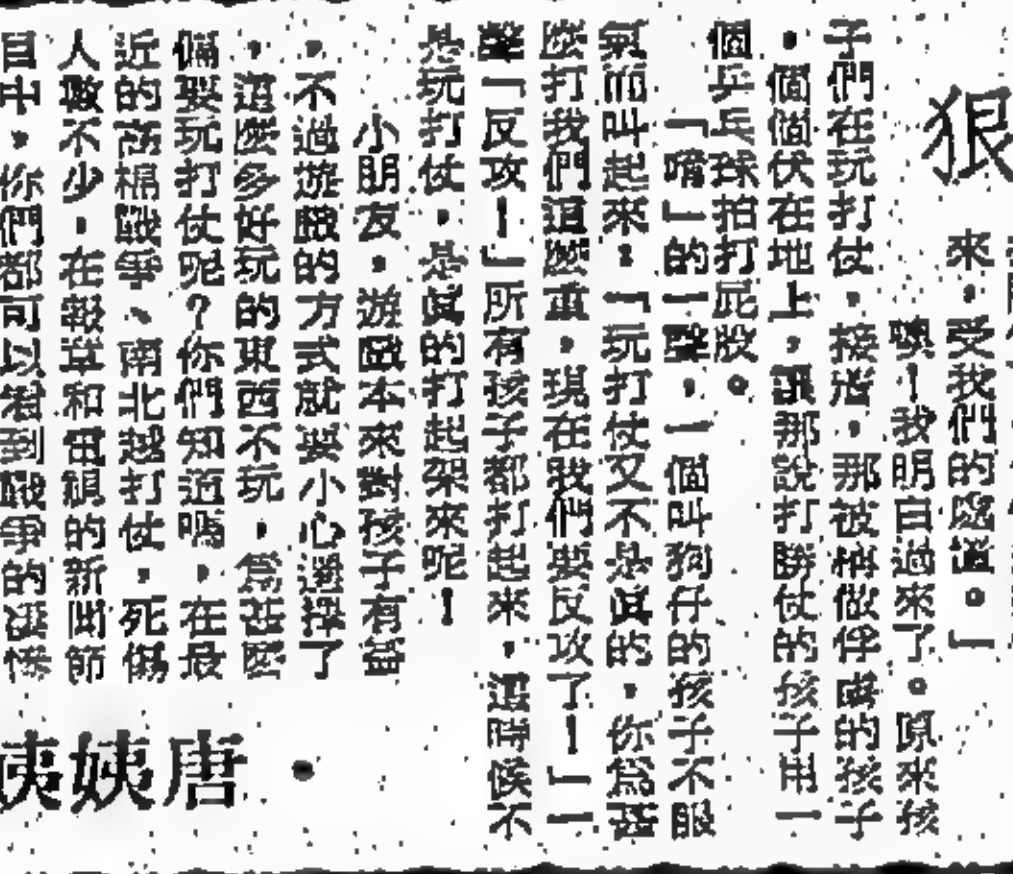 狠
來，受我們的處置。」
噢！我明白過來了。原來孩
子們在玩打仗，接着，那被稱做俘虜的孩子
，個個伏在地上，讓那說打勝仗的孩子用一
個乒乓球拍打屁股。
「唷」的一聲，一個叫狗仔的孩子不服
氣而叫起來：「玩打仗又不是真的，你爲甚
麼打我們這麼重，現在我們要反攻了！」一
聲「反攻！」所有孩子都打起來，這時候不
是玩打仗，是真的打起架來呢！
小朋友，遊戲本來對孩子有益
，不過遊戲的方式就要小心選擇了
，這麼多好玩的東西不玩，爲甚麼
偏要玩打仗呢？你們知道嗎，在最
近的高棉戰爭、南北越打仗，死傷
人數不少，在報章和電視的新聞節
目中，你們都可以看到戰爭的
唐姨姨